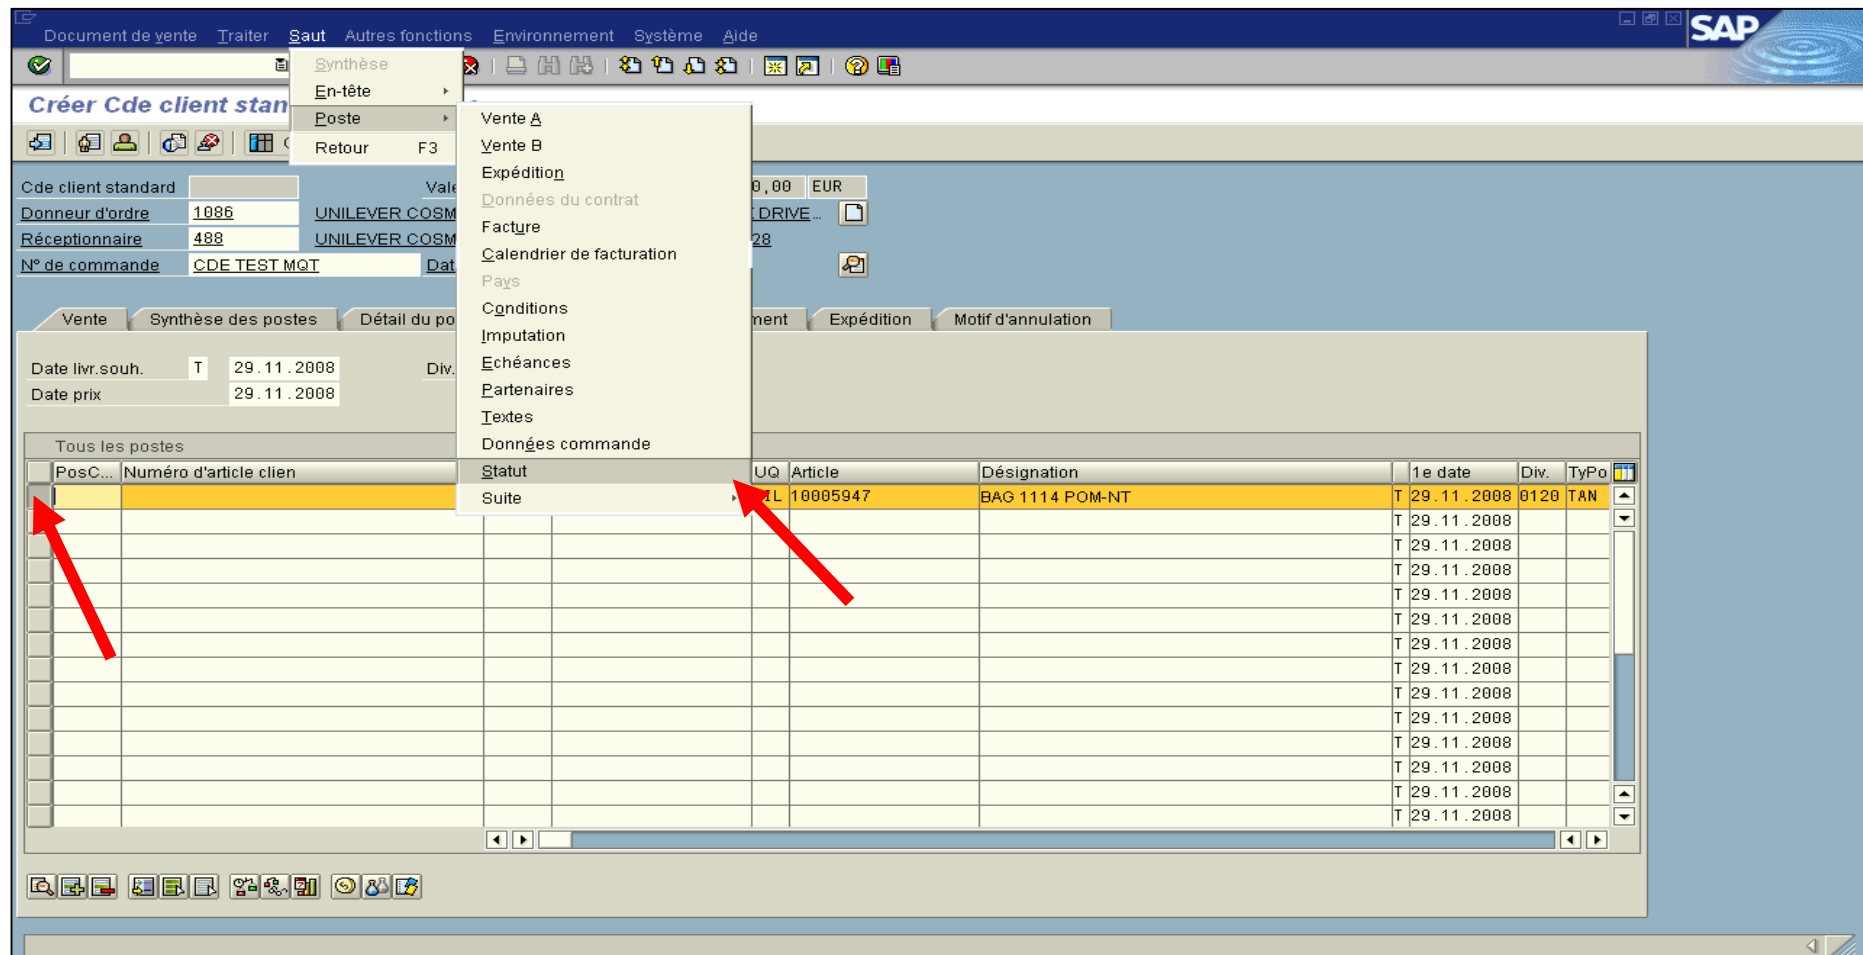 Document de vente Traiter Saut Autres fonctions Environnement Système Aide
SAP
Synthèse
En-tête
Créer Cde client stan
Poste
Retour F3
Vente A
Vente B
Expédition
Données du contrat
Facture
Calendrier de facturation
Pays
Conditions
Imputation
Echéances
Partenaires
Textes
Données commande
Statut
Suite
Cde client standard Vale 0,00 EUR
Donneur d'ordre 1086 UNILEVER COSM DRIVE...
Réceptionnaire 488 UNILEVER COSM 28
N° de commande CDE TEST MQT Dat
Vente Synthèse des postes Détail du po ment Expédition Motif d'annulation
Date livr.souh. T 29.11.2008 Div.
Date prix 29.11.2008
Tous les postes
PosC... Numéro d'article clien UQ Article Désignation 1e date Div. TyPo
IL 10005947 BAG 1114 POM-NT T 29.11.2008 0120 TAN
T 29.11.2008
T 29.11.2008
T 29.11.2008
T 29.11.2008
T 29.11.2008
T 29.11.2008
T 29.11.2008
T 29.11.2008
T 29.11.2008
T 29.11.2008
T 29.11.2008
T 29.11.2008
T 29.11.2008